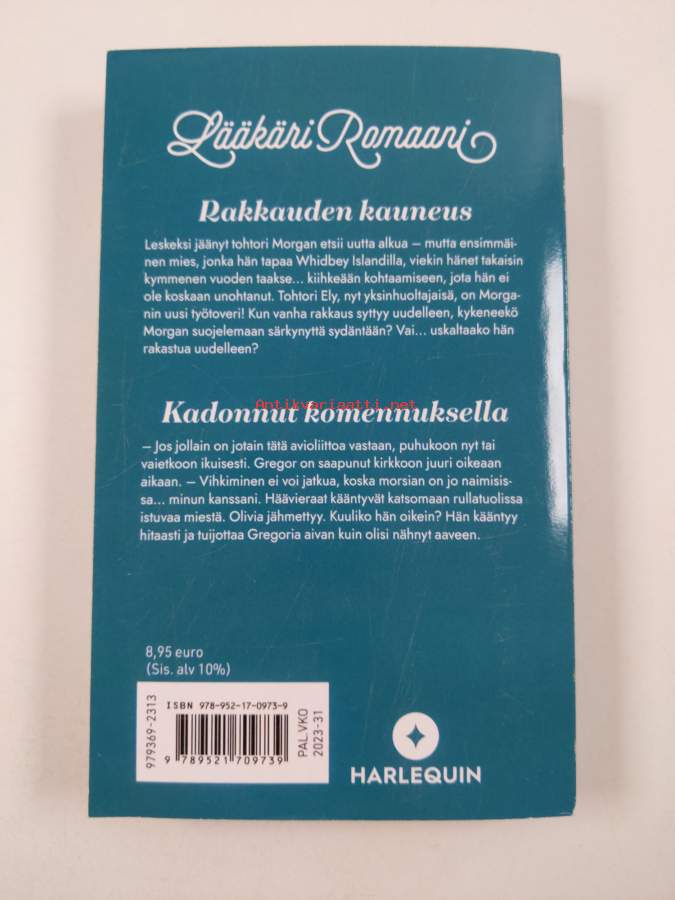 Lääkäri Romaani
Rakkauden kauneus
Leskeksi jäänyt tohtori Morgan etsii uutta alkua – mutta ensimmäi-
nen mies, jonka hän tapaa Whidbey Islandilla, viekin hänet takaisin
kymmenen vuoden taakse... kiihkeään kohtaamiseen, jota hän ei
ole koskaan unohtanut. Tohtori Ely, nyt yksinhuoltajaisä, on Morga-
nin uusi työtoveri! Kun vanha rakkaus syttyy uudelleen, kykeneekö
Morgan suojelemaan särkynyttä sydäntään? Vai... uskaltaako hän
rakastua uudelleen?
Antikvariaatti.net
Kadonnut komennuksella
– Jos jollain on jotain tätä avioliittoa vastaan, puhukoon nyt tai
vaietkoon ikuisesti. Gregor on saapunut kirkkoon juuri oikeaan
aikaan. – Vihkiminen ei voi jatkua, koska morsian on jo naimisis-
sa... minun kanssani. Häävieraat kääntyvät katsomaan rullatuolissa
istuvaa miestä. Olivia jähmettyy. Kuuliko hän oikein? Hän kääntyy
hitaasti ja tuijottaa Gregoria aivan kuin olisi nähnyt aaveen.
8,95 euro
(Sis. alv 10%)
979369-2313
ISBN 978-952-17-0973-9
9 789521 709739
PAL.VKO
2023-31
HARLEQUIN